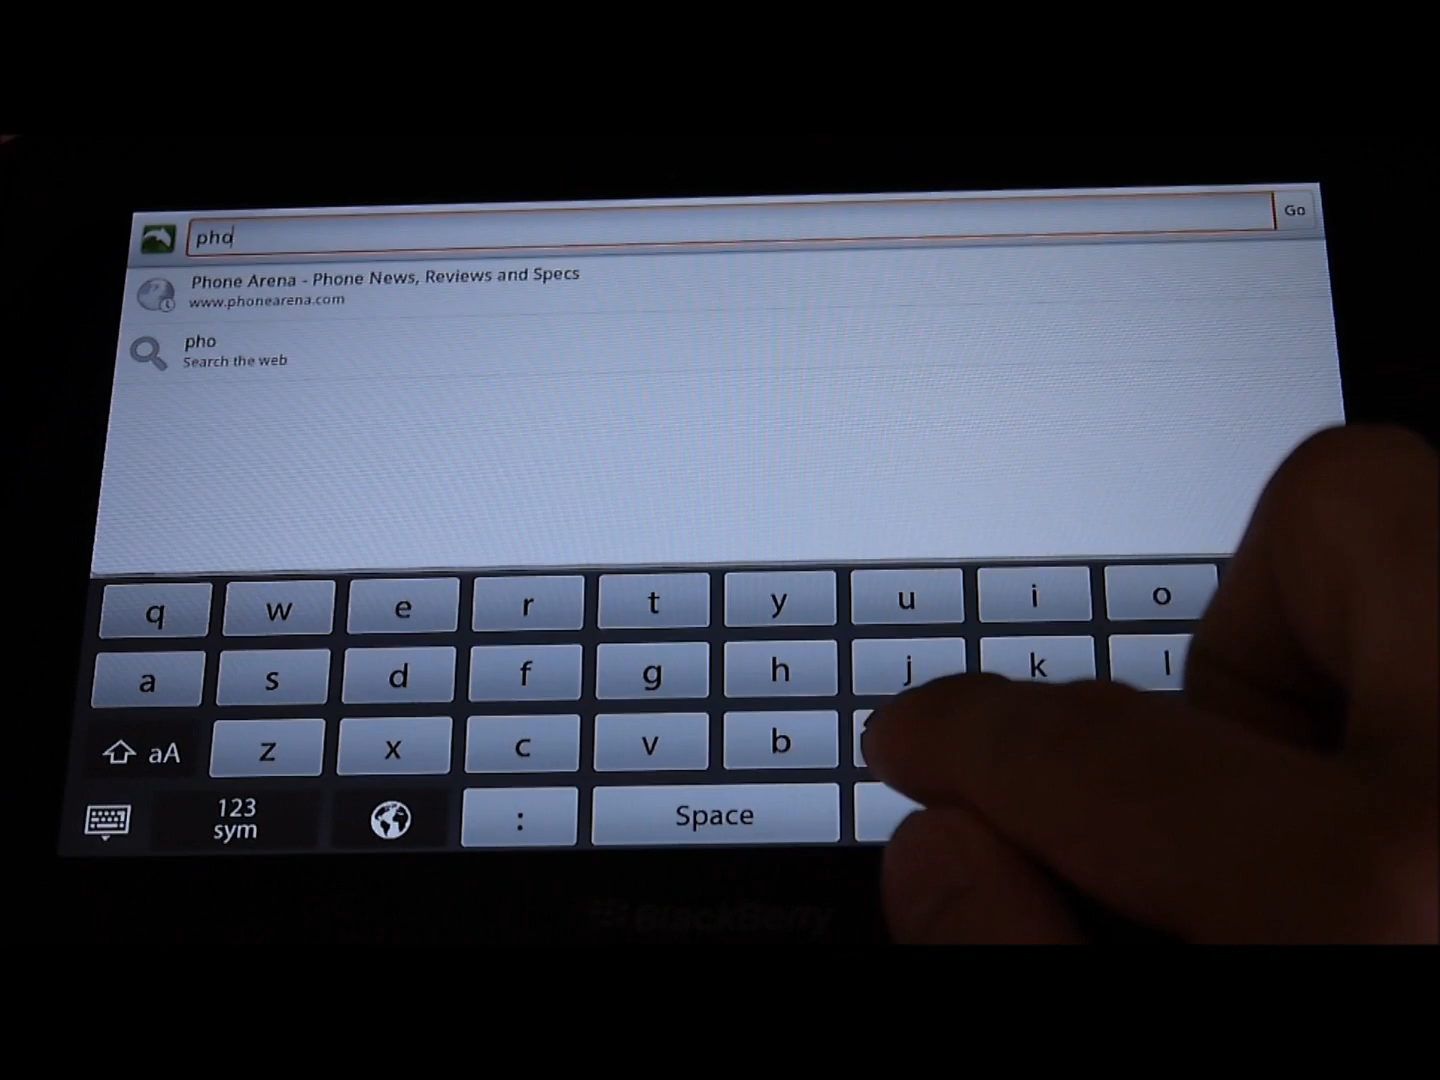 pho
Go
Phone Arena - Phone News, Reviews and Specs
www.phonearena.com
pho
Search the web
q w e r t y u i o
a s d f g h j k l
aA z x c v b
123
sym
: Space
BlackBerry